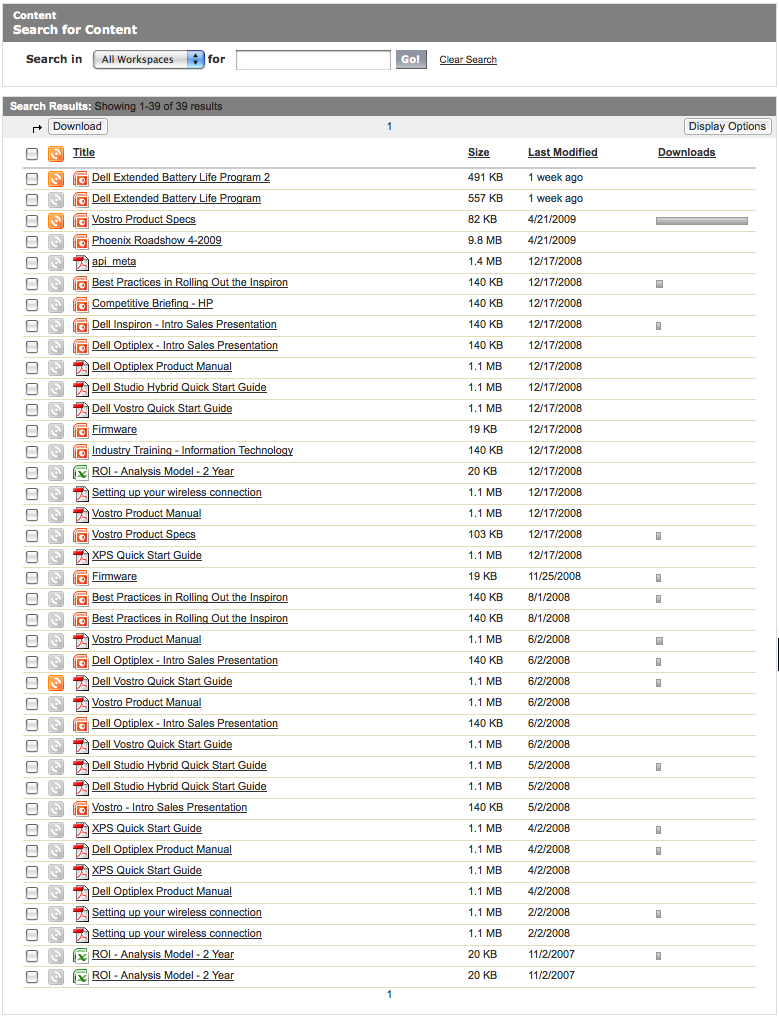 Content
Search for Content
Search in All Workspaces for Go! Clear Search
Search Results: Showing 1-39 of 39 results
Download 1 Display Options
Title Size Last Modified Downloads
Dell Extended Battery Life Program 2 491 KB 1 week ago
Dell Extended Battery Life Program 557 KB 1 week ago
Vostro Product Specs 82 KB 4/21/2009
Phoenix Roadshow 4-2009 9.8 MB 4/21/2009
api_meta 1.4 MB 12/17/2008
Best Practices in Rolling Out the Inspiron 140 KB 12/17/2008
Competitive Briefing - HP 140 KB 12/17/2008
Dell Inspiron - Intro Sales Presentation 140 KB 12/17/2008
Dell Optiplex - Intro Sales Presentation 140 KB 12/17/2008
Dell Optiplex Product Manual 1.1 MB 12/17/2008
Dell Studio Hybrid Quick Start Guide 1.1 MB 12/17/2008
Dell Vostro Quick Start Guide 1.1 MB 12/17/2008
Firmware 19 KB 12/17/2008
Industry Training - Information Technology 140 KB 12/17/2008
ROI - Analysis Model - 2 Year 20 KB 12/17/2008
Setting up your wireless connection 1.1 MB 12/17/2008
Vostro Product Manual 1.1 MB 12/17/2008
Vostro Product Specs 103 KB 12/17/2008
XPS Quick Start Guide 1.1 MB 12/17/2008
Firmware 19 KB 11/25/2008
Best Practices in Rolling Out the Inspiron 140 KB 8/1/2008
Best Practices in Rolling Out the Inspiron 140 KB 8/1/2008
Vostro Product Manual 1.1 MB 6/2/2008
Dell Optiplex - Intro Sales Presentation 140 KB 6/2/2008
Dell Vostro Quick Start Guide 1.1 MB 6/2/2008
Vostro Product Manual 1.1 MB 6/2/2008
Dell Optiplex - Intro Sales Presentation 140 KB 6/2/2008
Dell Vostro Quick Start Guide 1.1 MB 6/2/2008
Dell Studio Hybrid Quick Start Guide 1.1 MB 5/2/2008
Dell Studio Hybrid Quick Start Guide 1.1 MB 5/2/2008
Vostro - Intro Sales Presentation 140 KB 5/2/2008
XPS Quick Start Guide 1.1 MB 4/2/2008
Dell Optiplex Product Manual 1.1 MB 4/2/2008
XPS Quick Start Guide 1.1 MB 4/2/2008
Dell Optiplex Product Manual 1.1 MB 4/2/2008
Setting up your wireless connection 1.1 MB 2/2/2008
Setting up your wireless connection 1.1 MB 2/2/2008
ROI - Analysis Model - 2 Year 20 KB 11/2/2007
ROI - Analysis Model - 2 Year 20 KB 11/2/2007
1